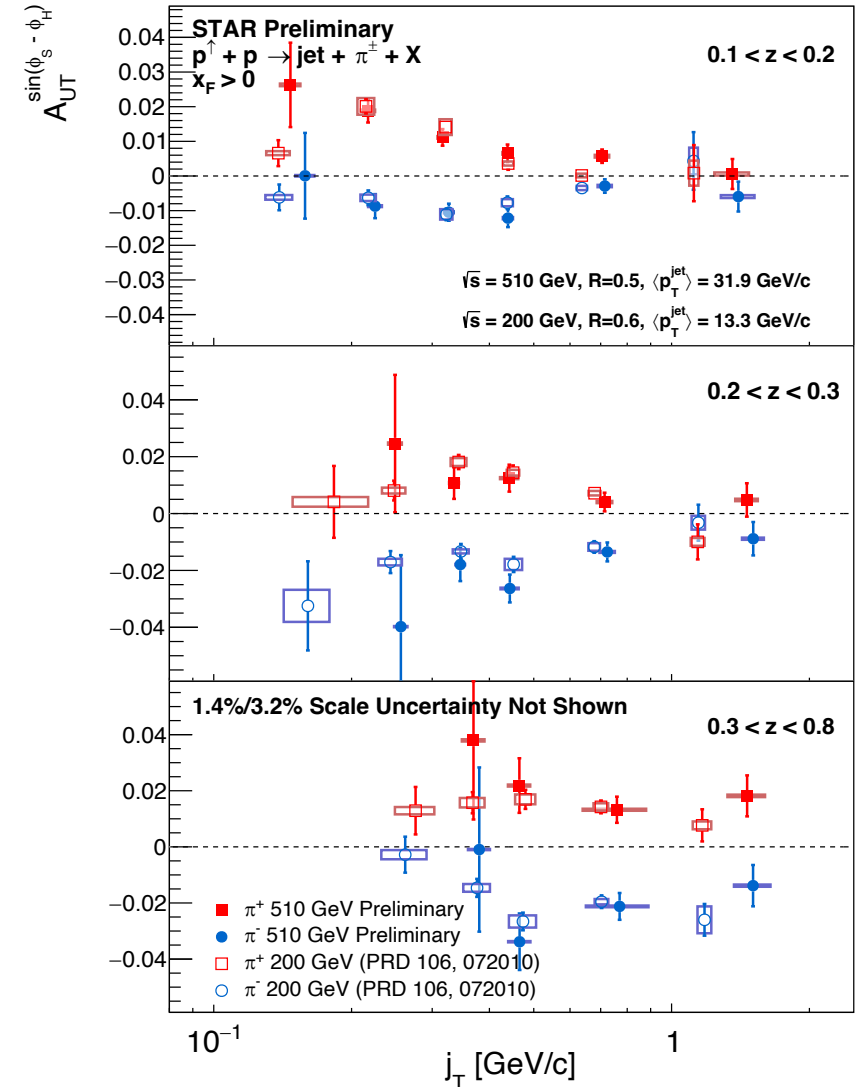 A_UT^sin(ϕ_S - ϕ_H)
STAR Preliminary
p^↑ + p → jet + π^± + X
x_F > 0
0.1 < z < 0.2
0.04
0.03
0.02
0.01
0
−0.01
−0.02
−0.03
−0.04
√s = 510 GeV, R=0.5, ⟨p_T^jet⟩ = 31.9 GeV/c
√s = 200 GeV, R=0.6, ⟨p_T^jet⟩ = 13.3 GeV/c
0.2 < z < 0.3
0.04
0.02
0
−0.02
−0.04
1.4%/3.2% Scale Uncertainty Not Shown
0.3 < z < 0.8
0.04
0.02
0
−0.02
−0.04
π^+ 510 GeV Preliminary
π^- 510 GeV Preliminary
π^+ 200 GeV (PRD 106, 072010)
π^- 200 GeV (PRD 106, 072010)
10^−1
1
j_T [GeV/c]